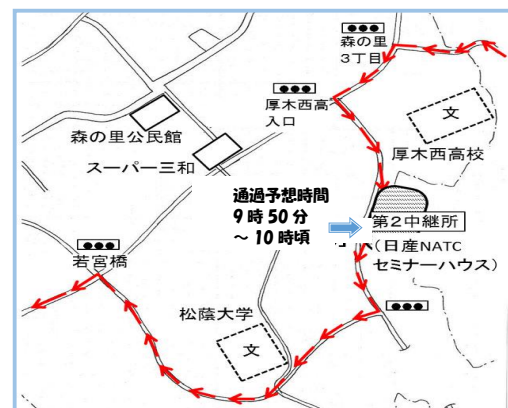 森の里
3丁目
厚木西高
入口
文
森の里公民館
厚木西高校
スーパー三和
通過予想時間
9時50分
～10時頃
第2中継所
(日産NATC
セミナーハウス)
若宮橋
松蔭大学
文